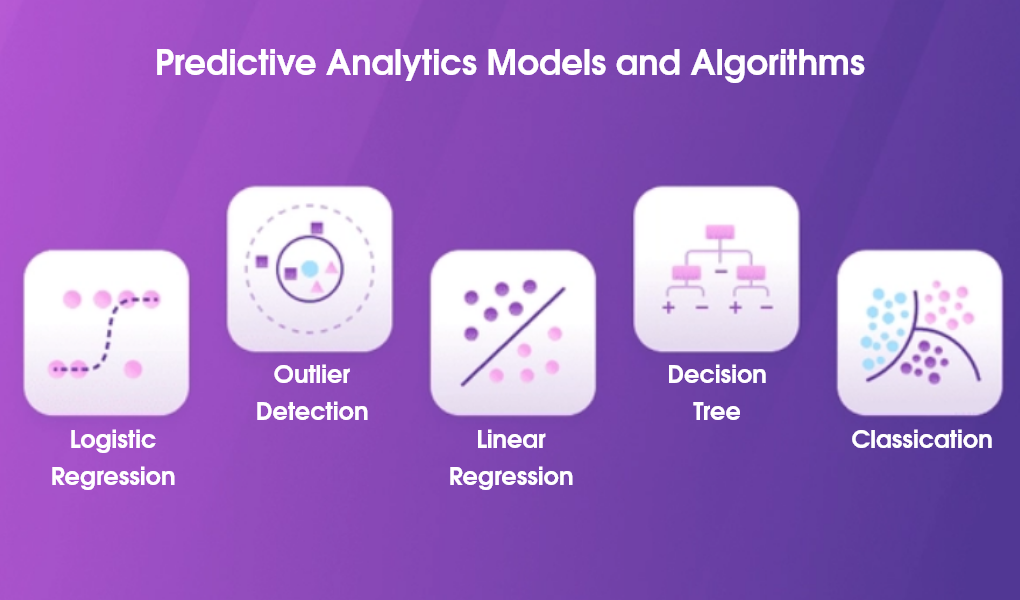 Predictive Analytics Models and Algorithms
Logistic
Regression
Outlier
Detection
Linear
Regression
Decision
Tree
Classication